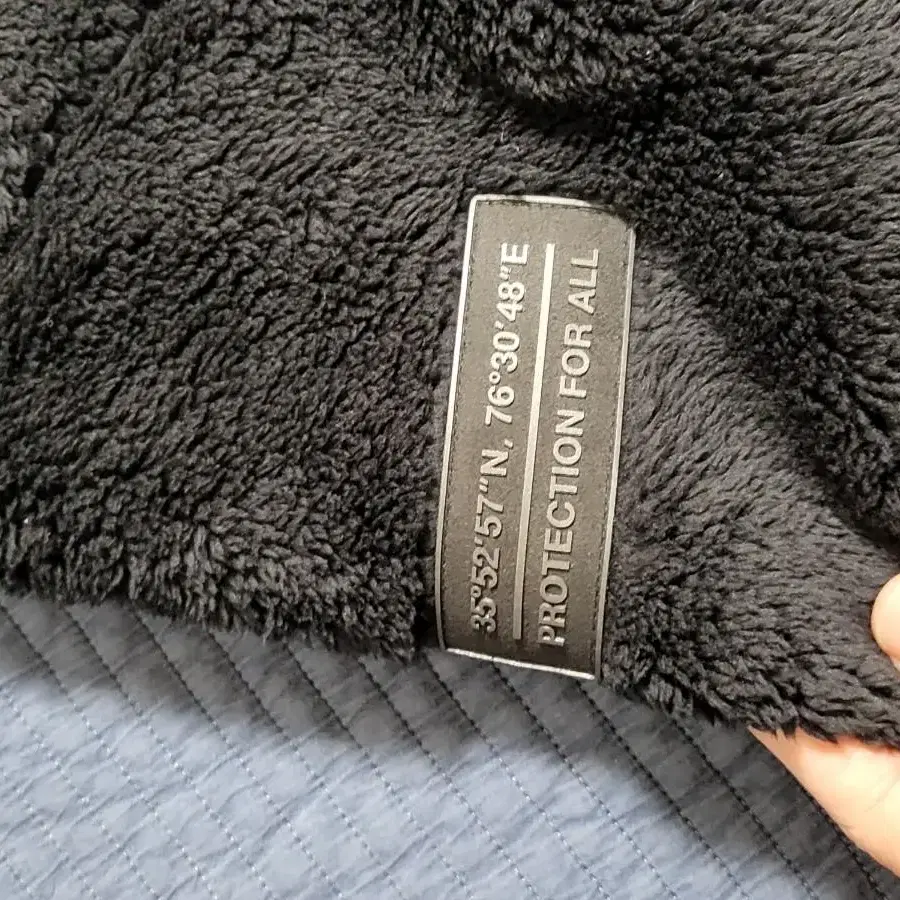 35°52'57"N, 76°30'48"E
PROTECTION FOR ALL